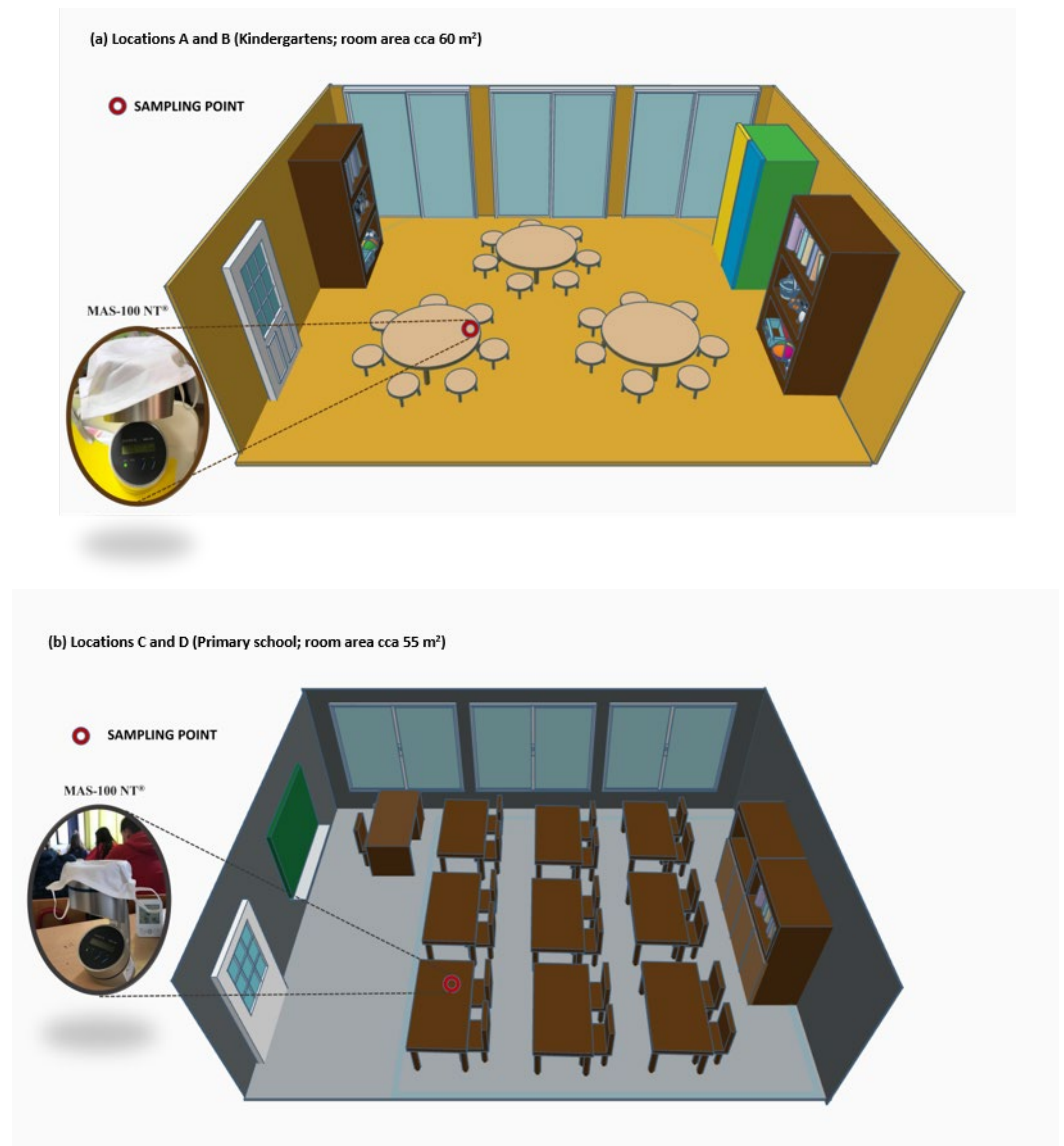 (a) Locations A and B (Kindergartens; room area cca 60 m²)
SAMPLING POINT
MAS-100 NT®
(b) Locations C and D (Primary school; room area cca 55 m²)
SAMPLING POINT
MAS-100 NT®